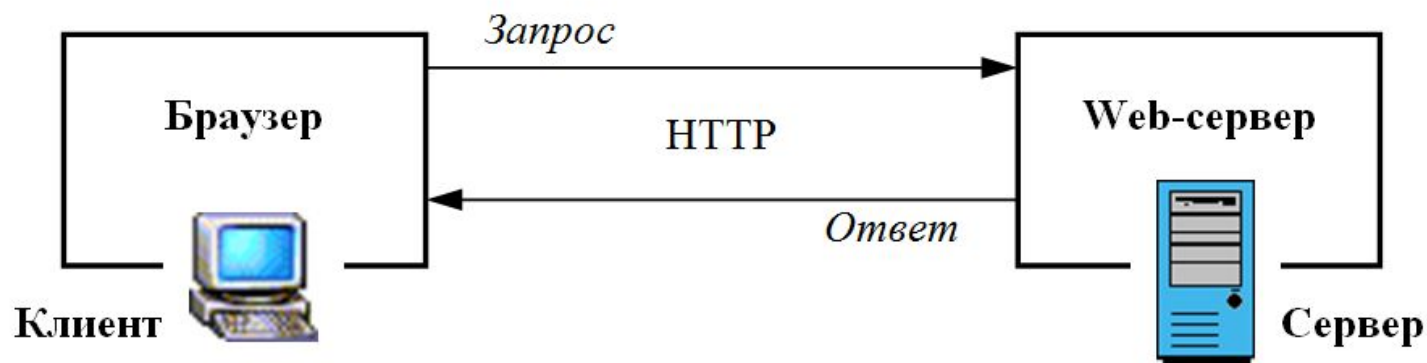 Запрос
Браузер
HTTP
Web-сервер
Ответ
Клиент
Сервер